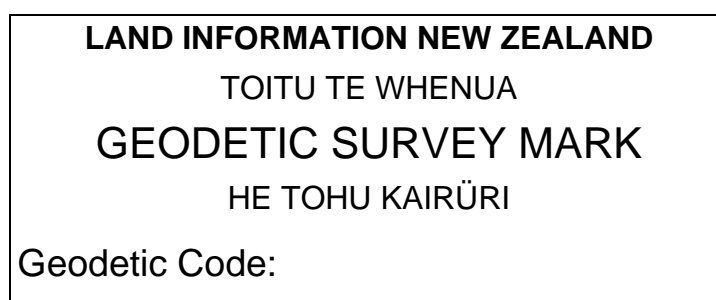 LAND INFORMATION NEW ZEALAND
TOITU TE WHENUA
GEODETIC SURVEY MARK
HE TOHU KAIRÜRI
Geodetic Code: